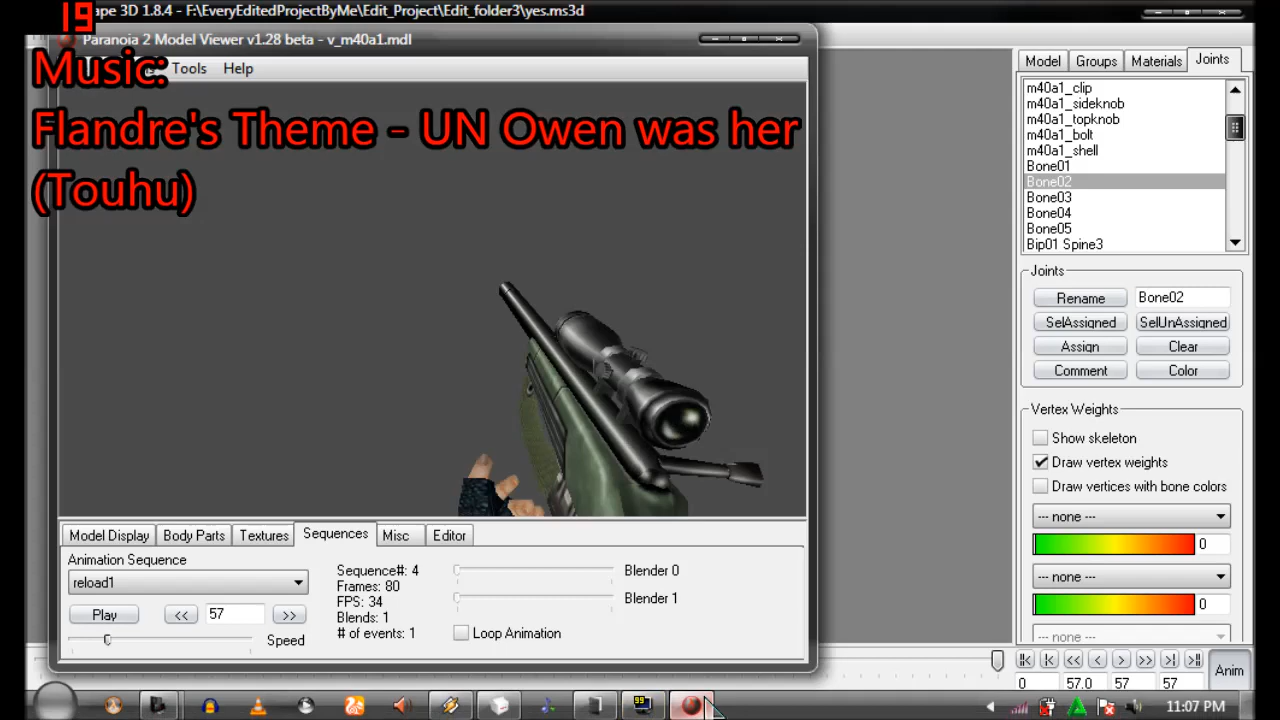 19
ape 3D 1.8.4 - F:\EveryEditedProjectByMe\Edit_Project\Edit_folder3\yes.ms3d
Paranoia 2 Model Viewer v1.28 beta - v_m40a1.mdl
Tools Help
Music:
Flandre's Theme - UN Owen was her
(Touhu)
Model Groups Materials Joints
m40a1_clip
m40a1_sideknob
m40a1_topknob
m40a1_bolt
m40a1_shell
Bone01
Bone02
Bone03
Bone04
Bone05
Bip01 Spine3
Joints
Rename Bone02
SelAssigned SelUnAssigned
Assign Clear
Comment Color
Vertex Weights
Show skeleton
Draw vertex weights
Draw vertices with bone colors
--- none ---
0
--- none ---
0
--- none ---
Model Display Body Parts Textures Sequences Misc Editor
Animation Sequence
reload1
Play << 57 >>
Speed
Sequence#: 4
Frames: 80
FPS: 34
Blends: 1
# of events: 1
Blender 0
Blender 1
Loop Animation
0 57.0 57 57
Anim
11:07 PM